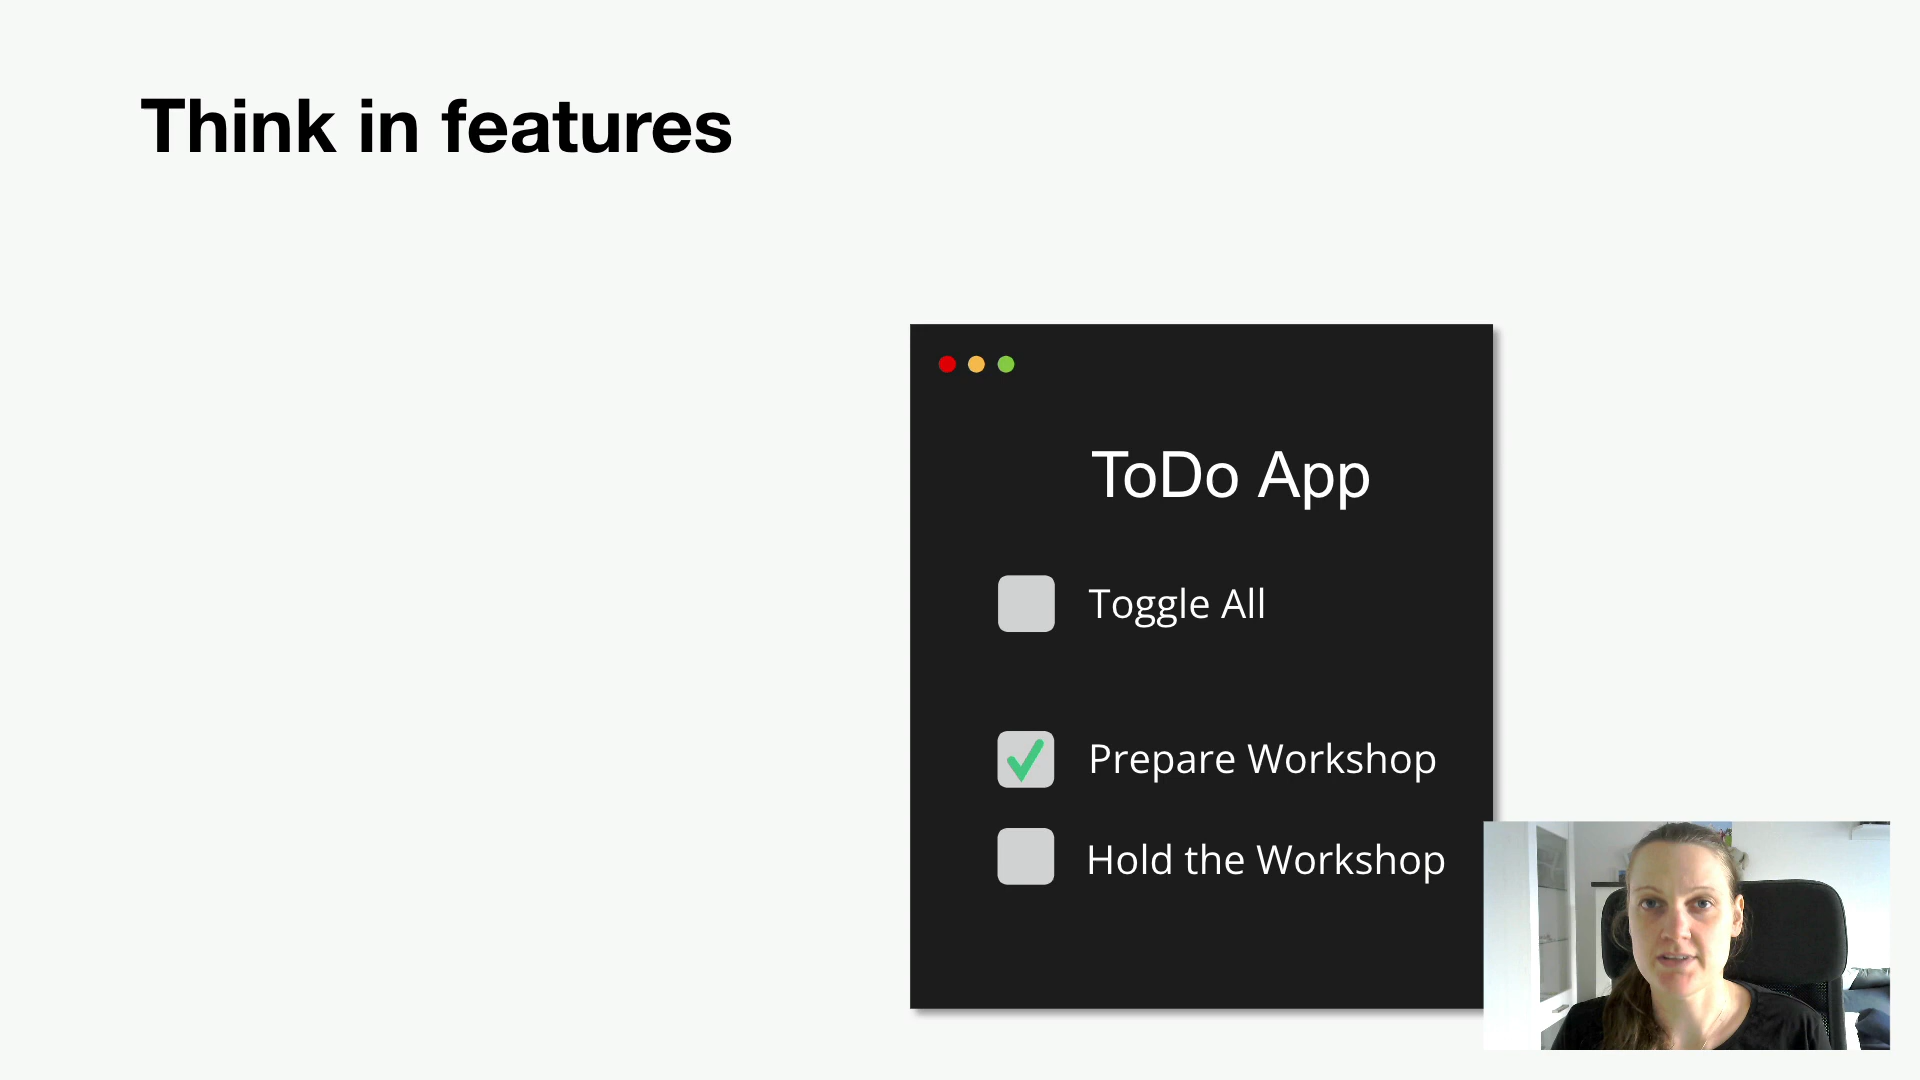 Think in features
ToDo App
Toggle All
Prepare Workshop
Hold the Workshop